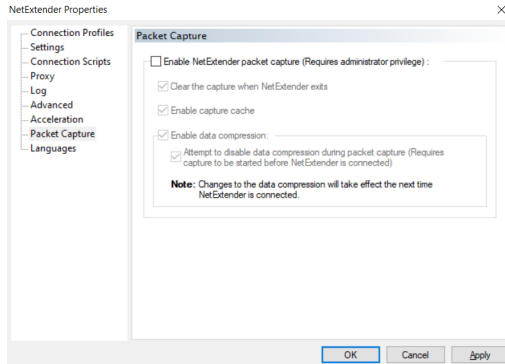 NetExtender Properties
Connection Profiles
Settings
Connection Scripts
Proxy
Log
Advanced
Acceleration
Packet Capture
Languages
Packet Capture
Enable NetExtender packet capture (Requires administrator privilege) :
Clear the capture when NetExtender exits
Enable capture cache
Enable data compression:
Attempt to disable data compression during packet capture (Requires
capture to be started before NetExtender is connected)
Note: Changes to the data compression will take effect the next time
NetExtender is connected.
OK
Cancel
Apply